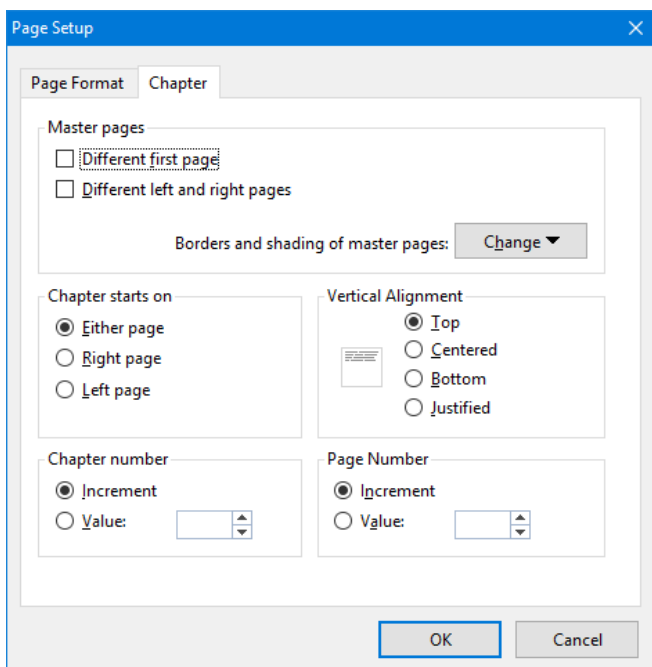 Page Setup
Page Format Chapter
Master pages
Different first page
Different left and right pages
Borders and shading of master pages: Change
Chapter starts on
Either page
Right page
Left page
Vertical Alignment
Top
Centered
Bottom
Justified
Chapter number
Increment
Value:
Page Number
Increment
Value:
OK Cancel